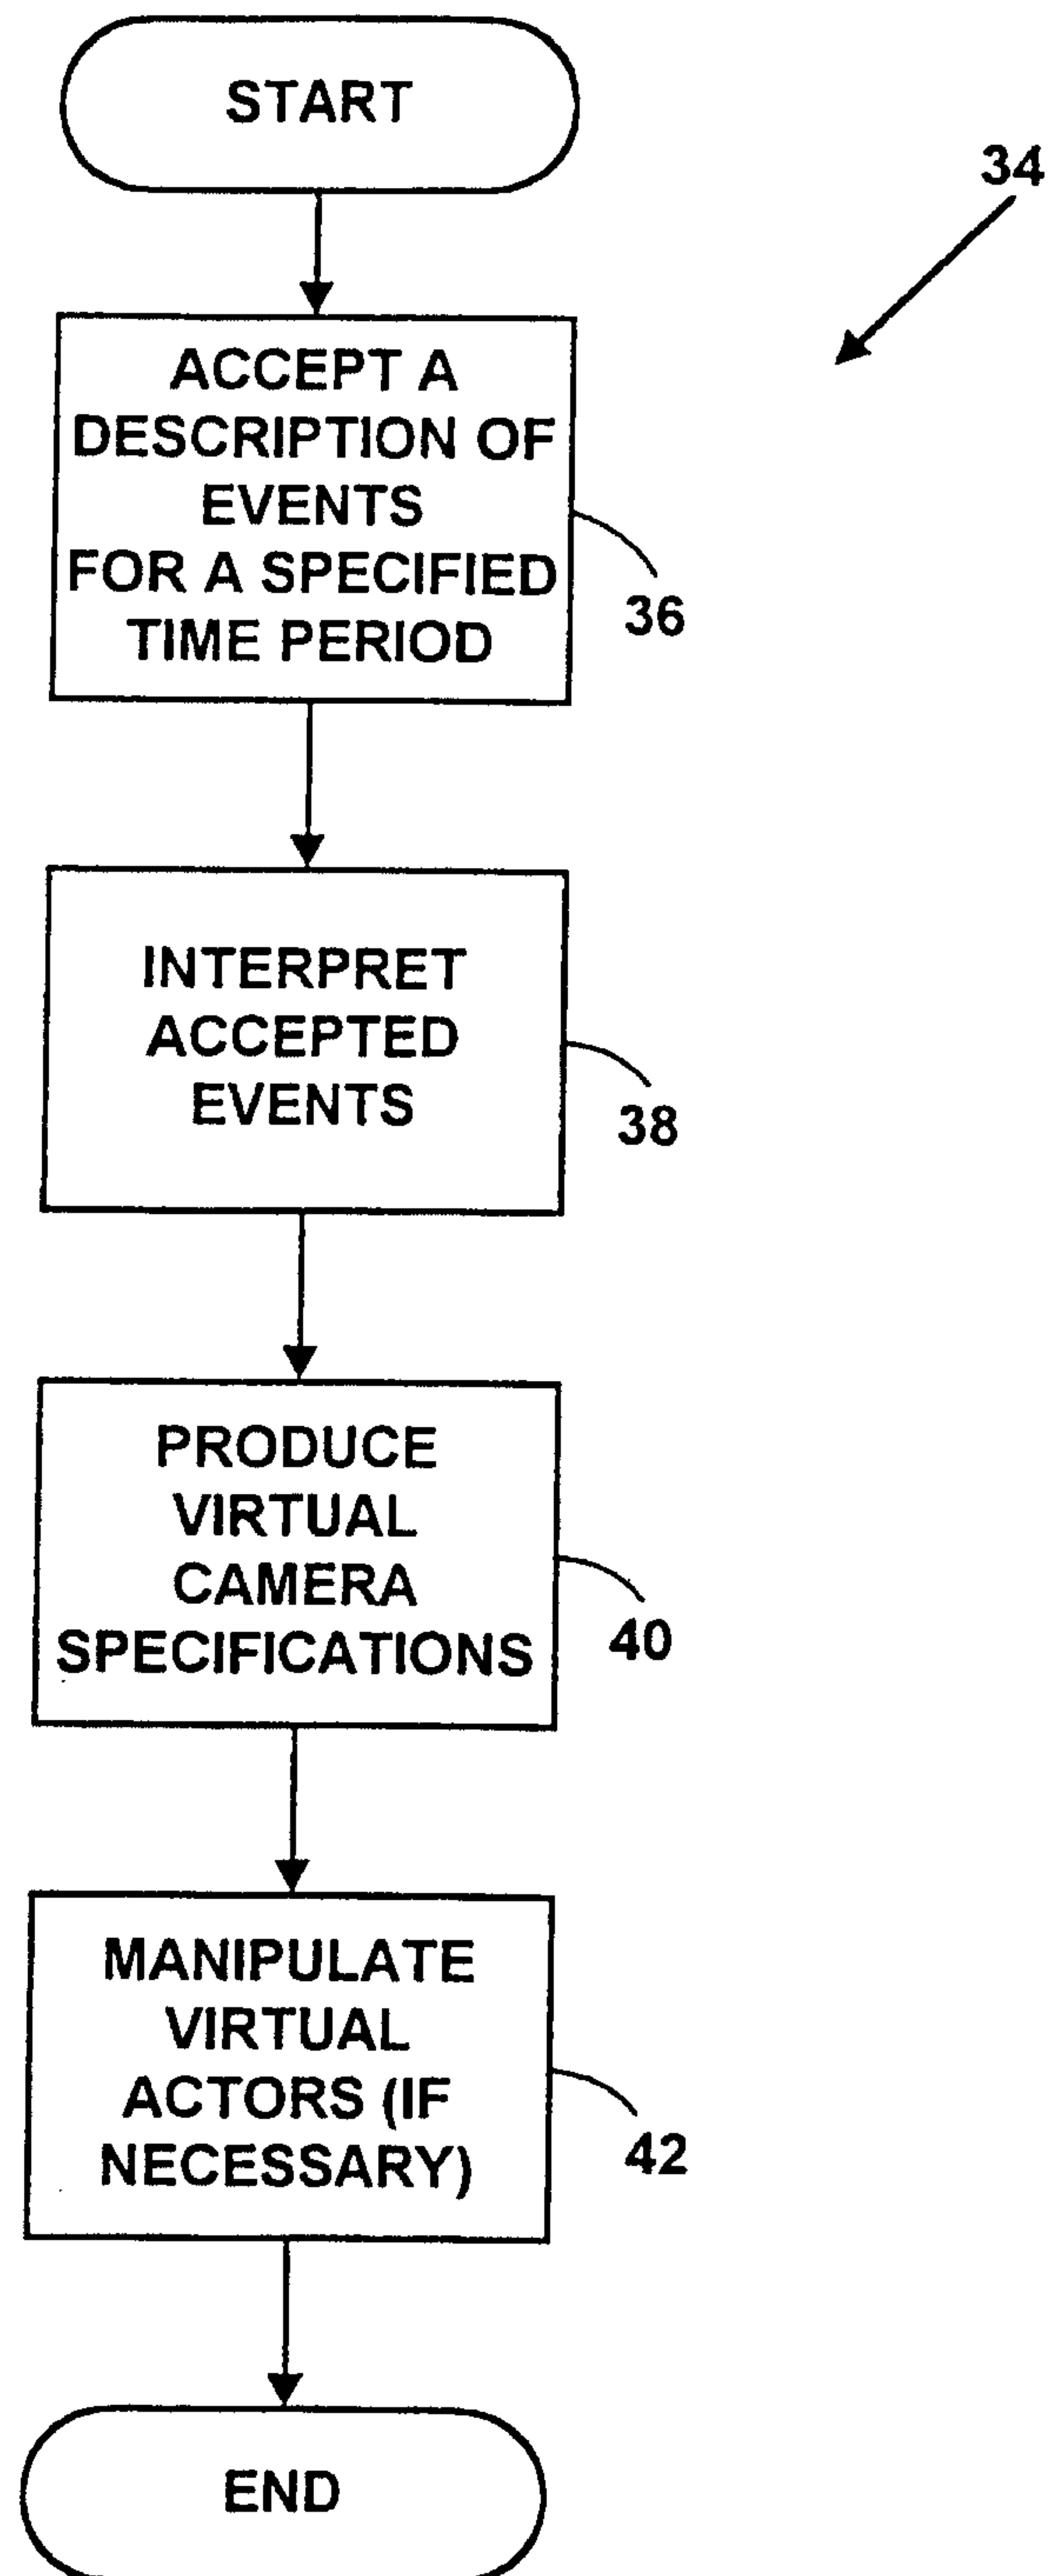 START
34
ACCEPT A
DESCRIPTION OF
EVENTS
FOR A SPECIFIED
TIME PERIOD
36
INTERPRET
ACCEPTED
EVENTS
38
PRODUCE
VIRTUAL
CAMERA
SPECIFICATIONS
40
MANIPULATE
VIRTUAL
ACTORS (IF
NECESSARY)
42
END